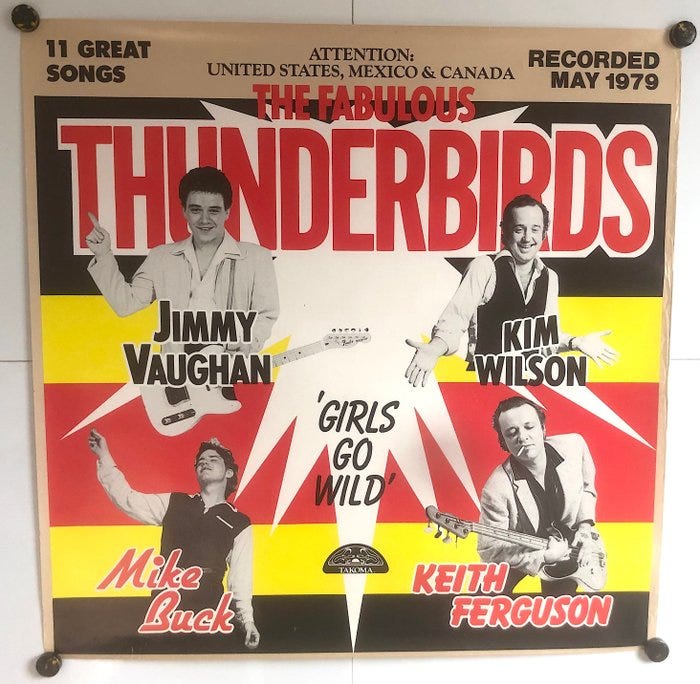 11 GREAT
SONGS
ATTENTION:
UNITED STATES, MEXICO & CANADA
RECORDED
MAY 1979
THE FABULOUS
THUNDERBIRDS
JIMMY
VAUGHAN
KIM
WILSON
'GIRLS
GO
WILD'
Mike
Buck
TAKOMA
KEITH
FERGUSON